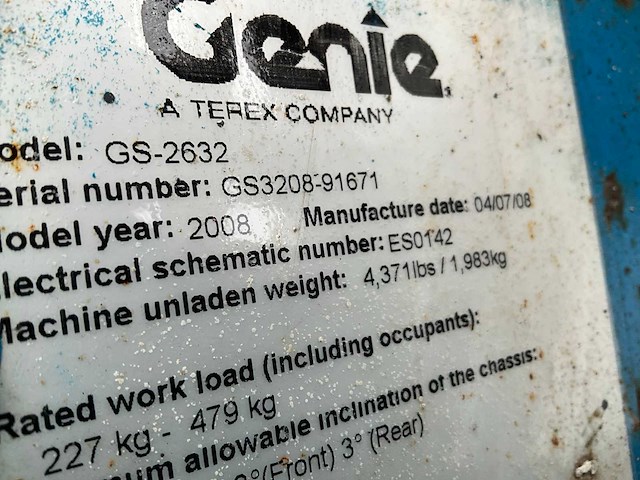 Genie
A TEREX COMPANY
odel: GS-2632
erial number: GS3208-91671
odel year: 2008 Manufacture date: 04/07/08
lectrical schematic number: ES0142
Machine unladen weight: 4,371lbs / 1,983kg
Rated work load (including occupants):
227 kg - 479 kg
mum allowable inclination of the chassis:
(Front) 3° (Rear)